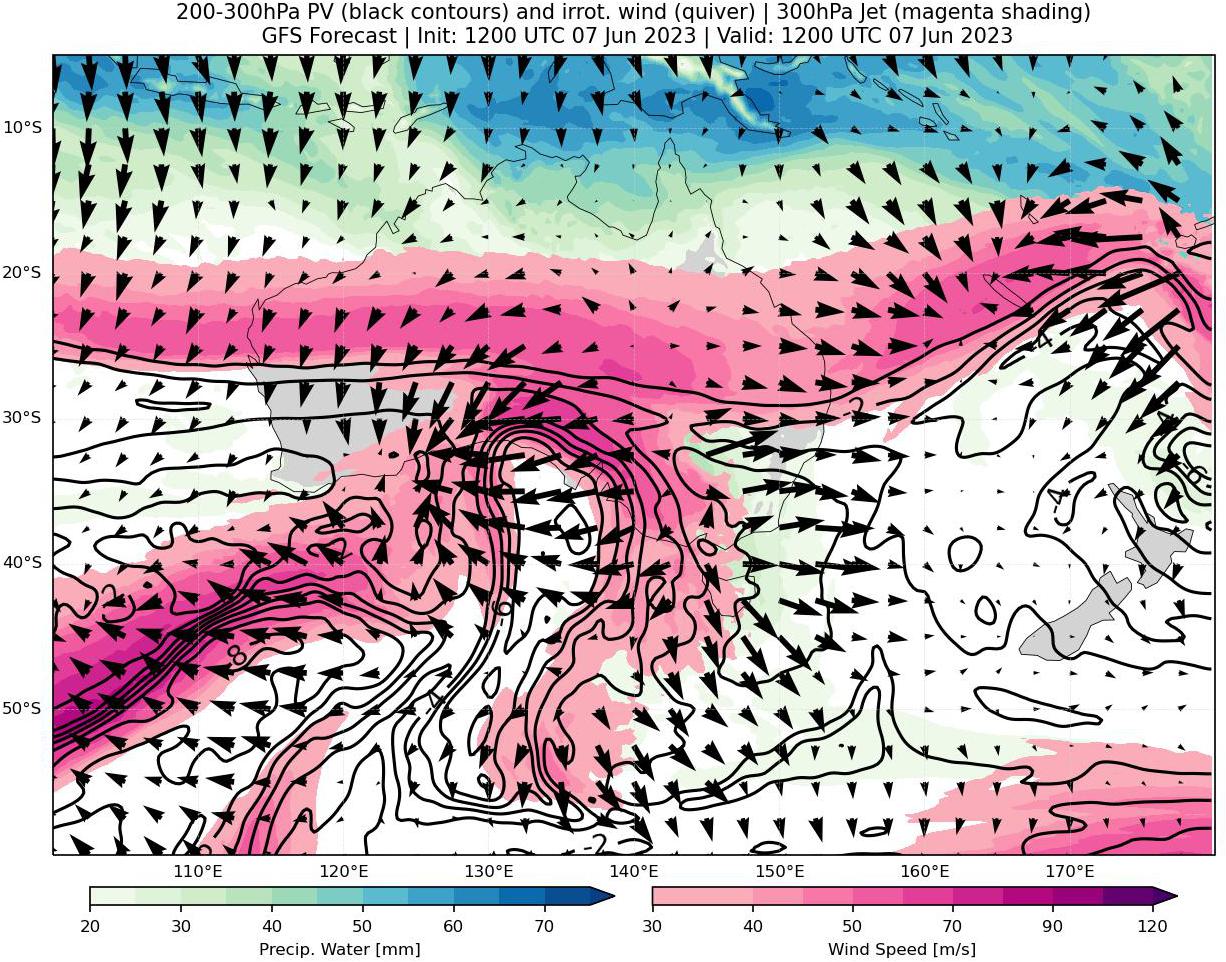 200-300hPa PV (black contours) and irrot. wind (quiver) | 300hPa Jet (magenta shading)
GFS Forecast | Init: 1200 UTC 07 Jun 2023 | Valid: 1200 UTC 07 Jun 2023
10°S
20°S
-4
-2
30°S
-4
-6
-4
40°S
-2
-6
-8
-4
50°S
-2
110°E 120°E 130°E 140°E 150°E 160°E 170°E
20 30 40 50 60 70
30 40 50 70 90 120
Precip. Water [mm]
Wind Speed [m/s]